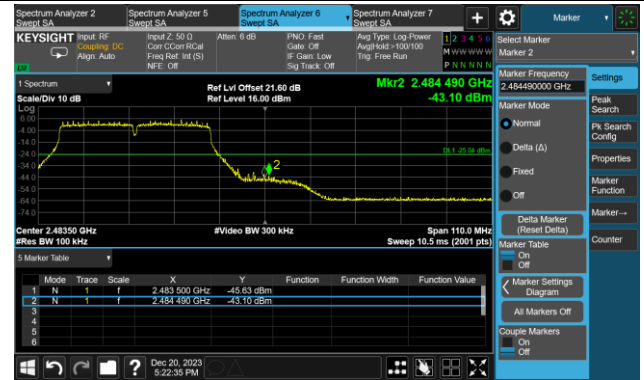 Spectrum Analyzer 2
Swept SA
Spectrum Analyzer 5
Swept SA
Spectrum Analyzer 6
Swept SA
Spectrum Analyzer 7
Swept SA
Marker
KEYSIGHT
Input: RF
Coupling: DC
Align: Auto
Input Z: 50 Ω
Corr CCorr RCal
Freq Ref: Int (S)
NFE: Off
Atten: 6 dB
PNO: Fast
Gate: Off
IF Gain: Low
Sig Track: Off
Avg Type: Log-Power
Avg|Hold:>100/100
Trig: Free Run
1 2 3 4 5 6
M W W W W W
P N N N N N
LXI
1 Spectrum
Scale/Div 10 dB
Log
Ref Lvl Offset 21.60 dB
Ref Level 16.00 dBm
Mkr2 2.484 490 GHz
-43.10 dBm
6.00
-4.00
-14.0
-24.0
-34.0
-44.0
-54.0
-64.0
-74.0
DL1 -25.04 dBm
2
Center 2.48350 GHz
#Res BW 100 kHz
#Video BW 300 kHz
Span 110.0 MHz
Sweep 10.5 ms (2001 pts)
5 Marker Table
Mode Trace Scale X Y Function Function Width Function Value
1 N 1 f 2.483 500 GHz -45.63 dBm
2 N 1 f 2.484 490 GHz -43.10 dBm
3
4
5
6
Dec 20, 2023
5:22:35 PM
Select Marker
Marker 2
Marker Frequency
2.484490000 GHz
Marker Mode
Normal
Delta (Δ)
Fixed
Off
Delta Marker
(Reset Delta)
Marker Table
On
Off
Marker Settings
Diagram
All Markers Off
Couple Markers
On
Off
Settings
Peak
Search
Pk Search
Config
Properties
Marker
Function
Marker→
Counter